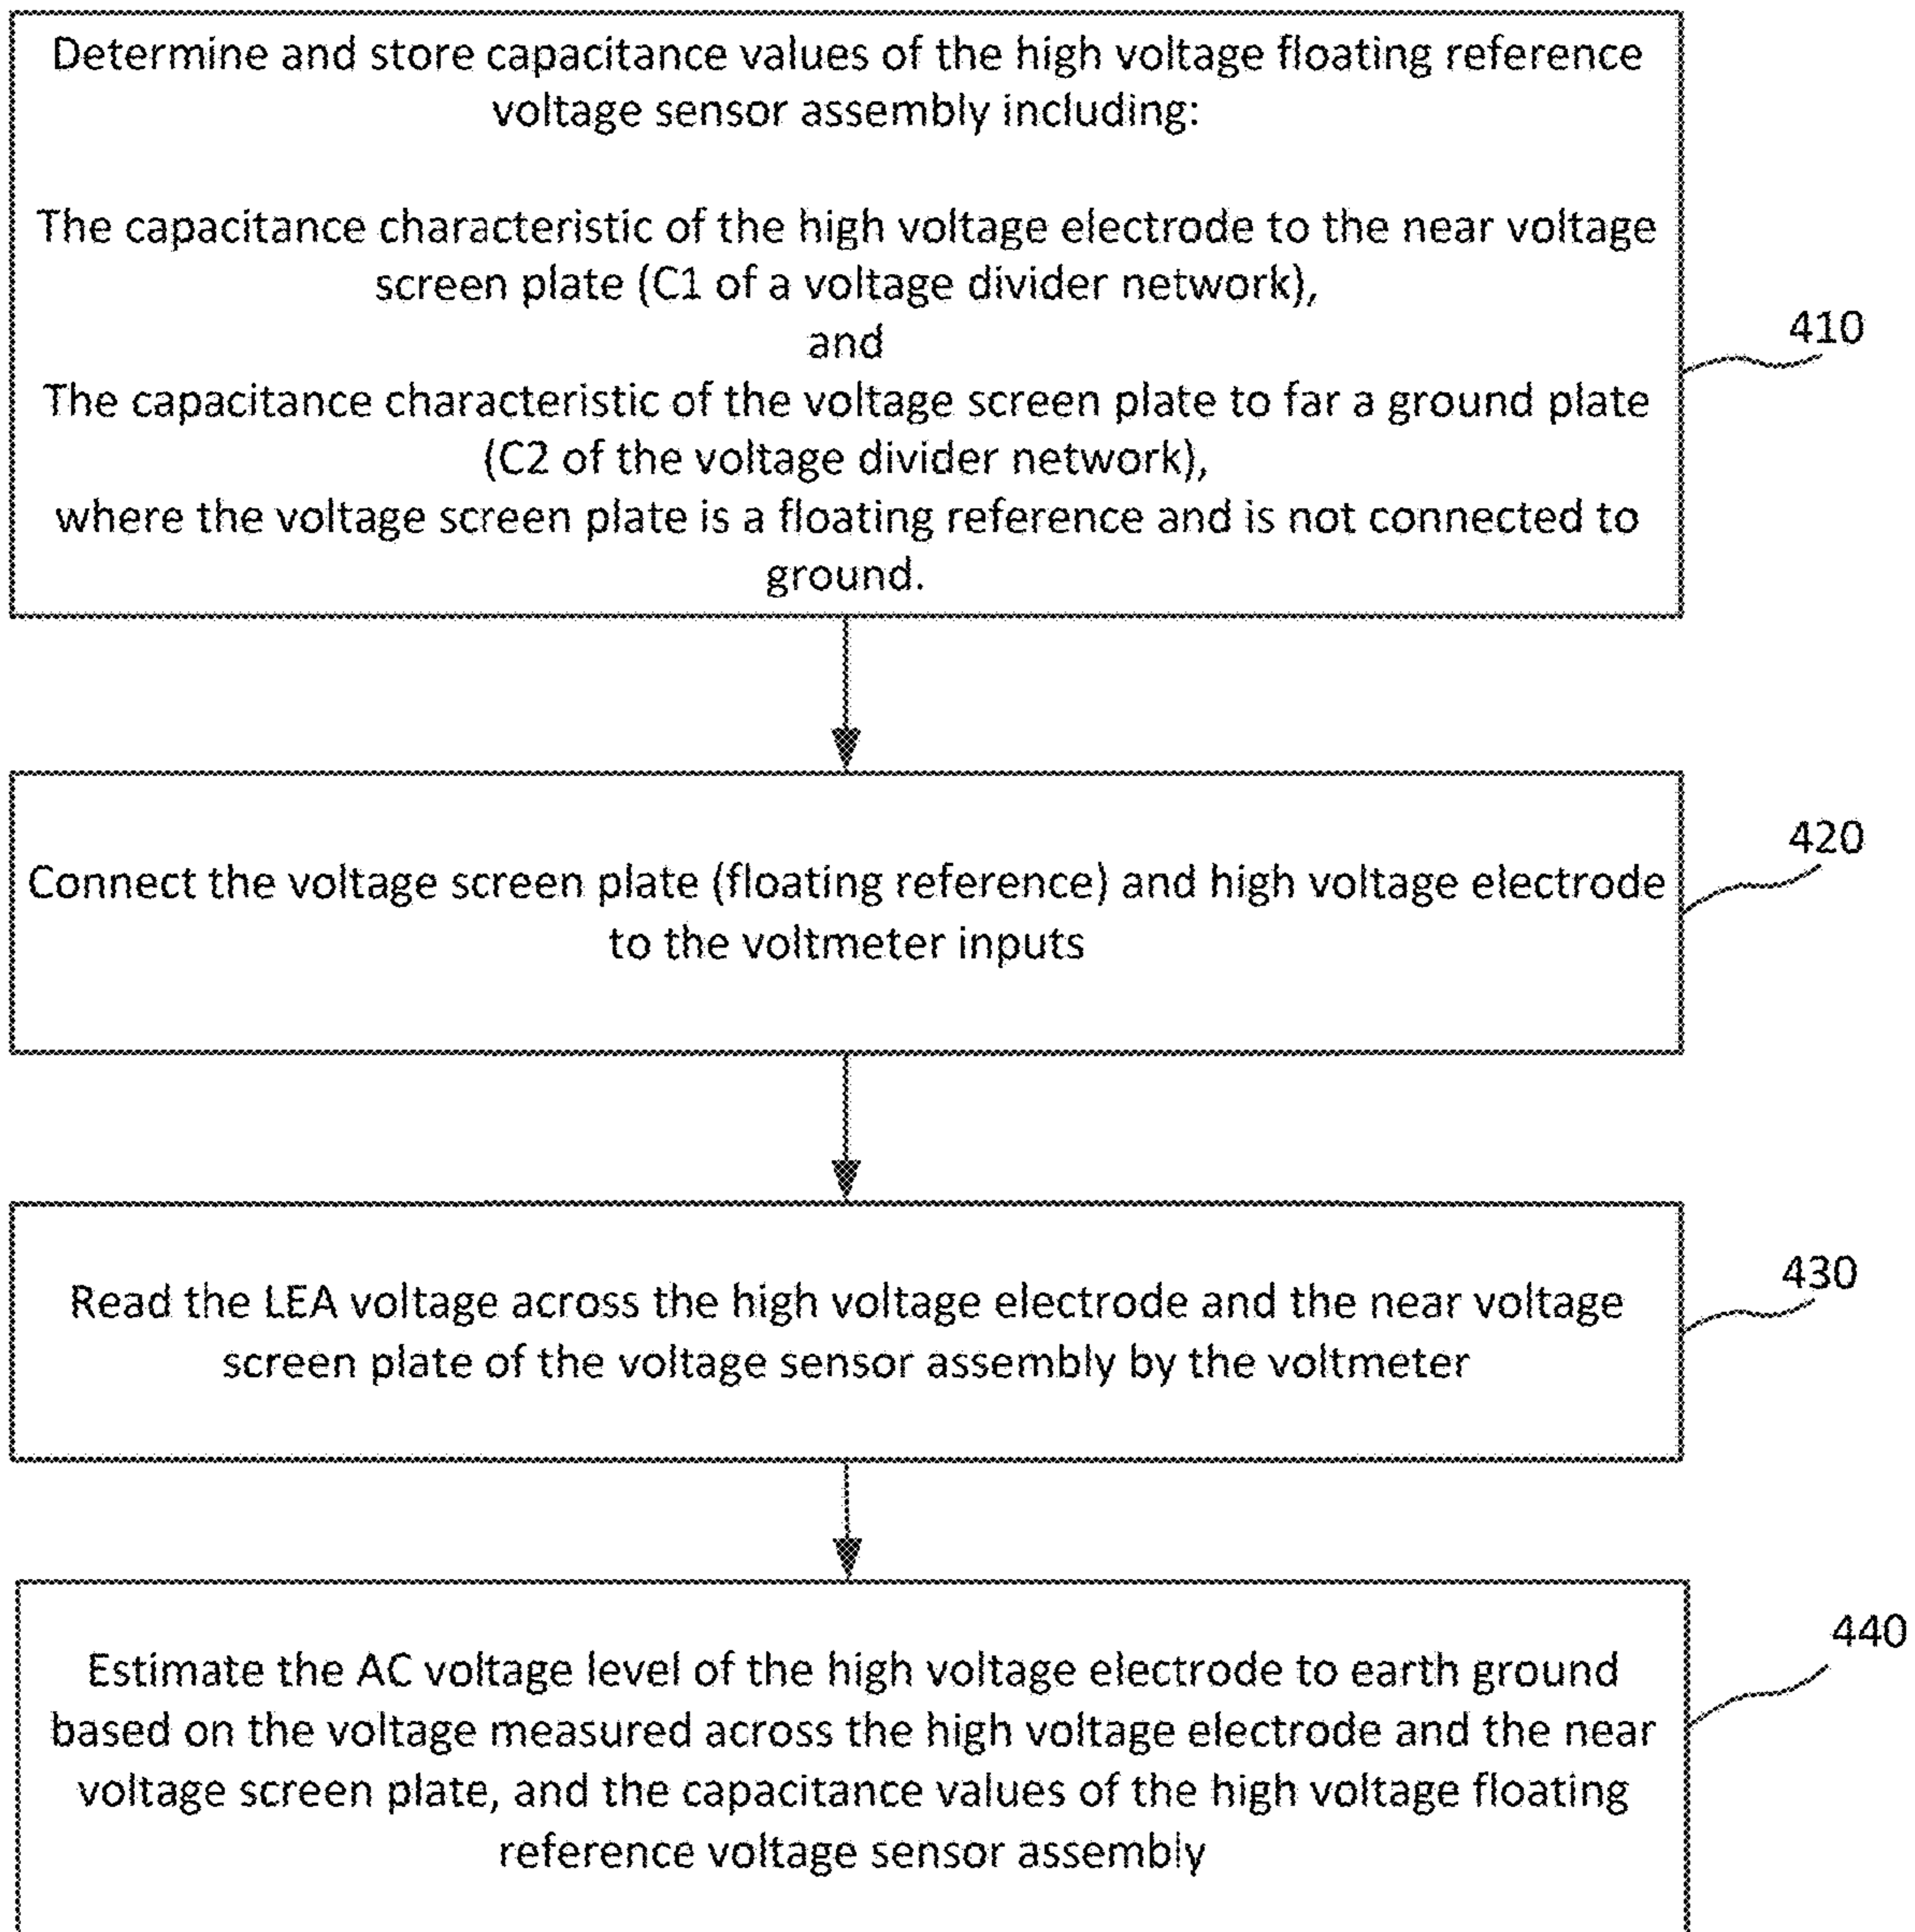 Determine and store capacitance values of the high voltage floating reference
voltage sensor assembly including:
The capacitance characteristic of the high voltage electrode to the near voltage
screen plate (C1 of a voltage divider network),
and
The capacitance characteristic of the voltage screen plate to far a ground plate
(C2 of the voltage divider network),
where the voltage screen plate is a floating reference and is not connected to
ground.
410
Connect the voltage screen plate (floating reference) and high voltage electrode
to the voltmeter inputs
420
Read the LEA voltage across the high voltage electrode and the near voltage
screen plate of the voltage sensor assembly by the voltmeter
430
Estimate the AC voltage level of the high voltage electrode to earth ground
based on the voltage measured across the high voltage electrode and the near
voltage screen plate, and the capacitance values of the high voltage floating
reference voltage sensor assembly
440